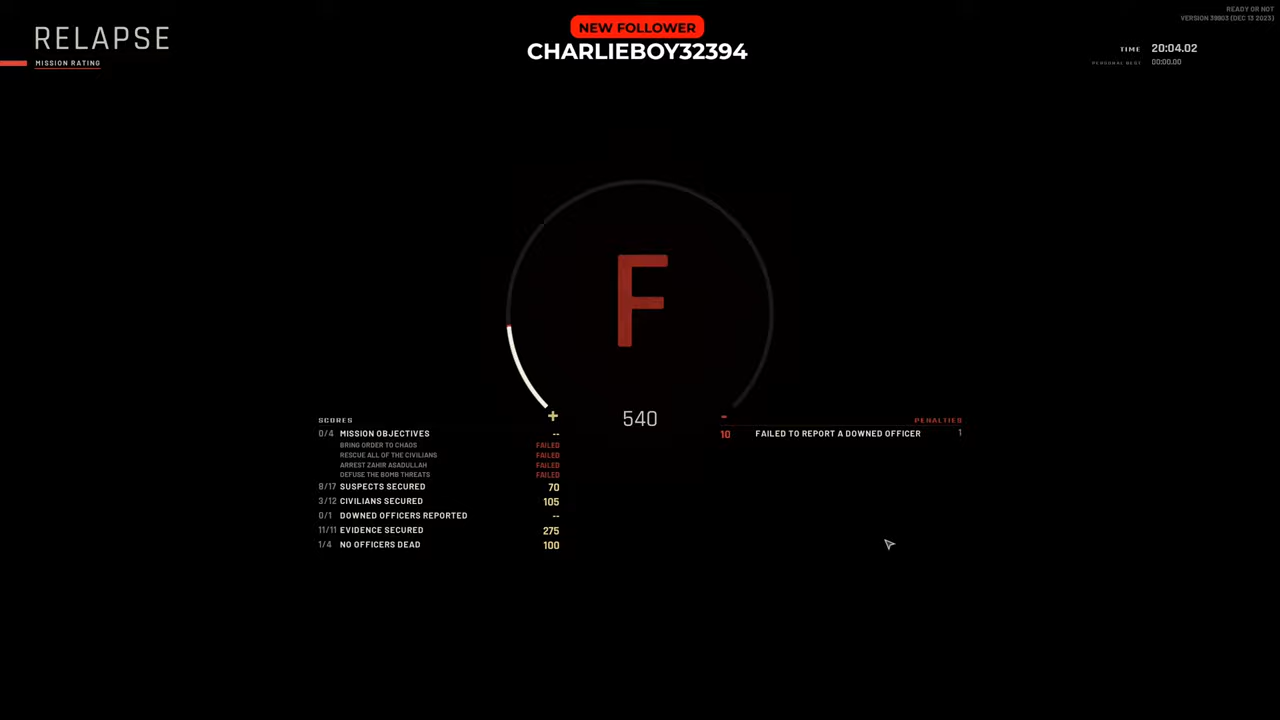 READY OR NOT
VERSION 39803 (DEC 13 2023)
RELAPSE
MISSION RATING
NEW FOLLOWER
CHARLIEBOY32394
TIME 20:04.02
PERSONAL BEST 00:00.00
F
540
SCORES +
0/4 MISSION OBJECTIVES --
BRING ORDER TO CHAOS FAILED
RESCUE ALL OF THE CIVILIANS FAILED
ARREST ZAHIR ASADULLAH FAILED
DEFUSE THE BOMB THREATS FAILED
8/17 SUSPECTS SECURED 70
3/12 CIVILIANS SECURED 105
0/1 DOWNED OFFICERS REPORTED --
11/11 EVIDENCE SECURED 275
1/4 NO OFFICERS DEAD 100
- PENALTIES
10 FAILED TO REPORT A DOWNED OFFICER 1